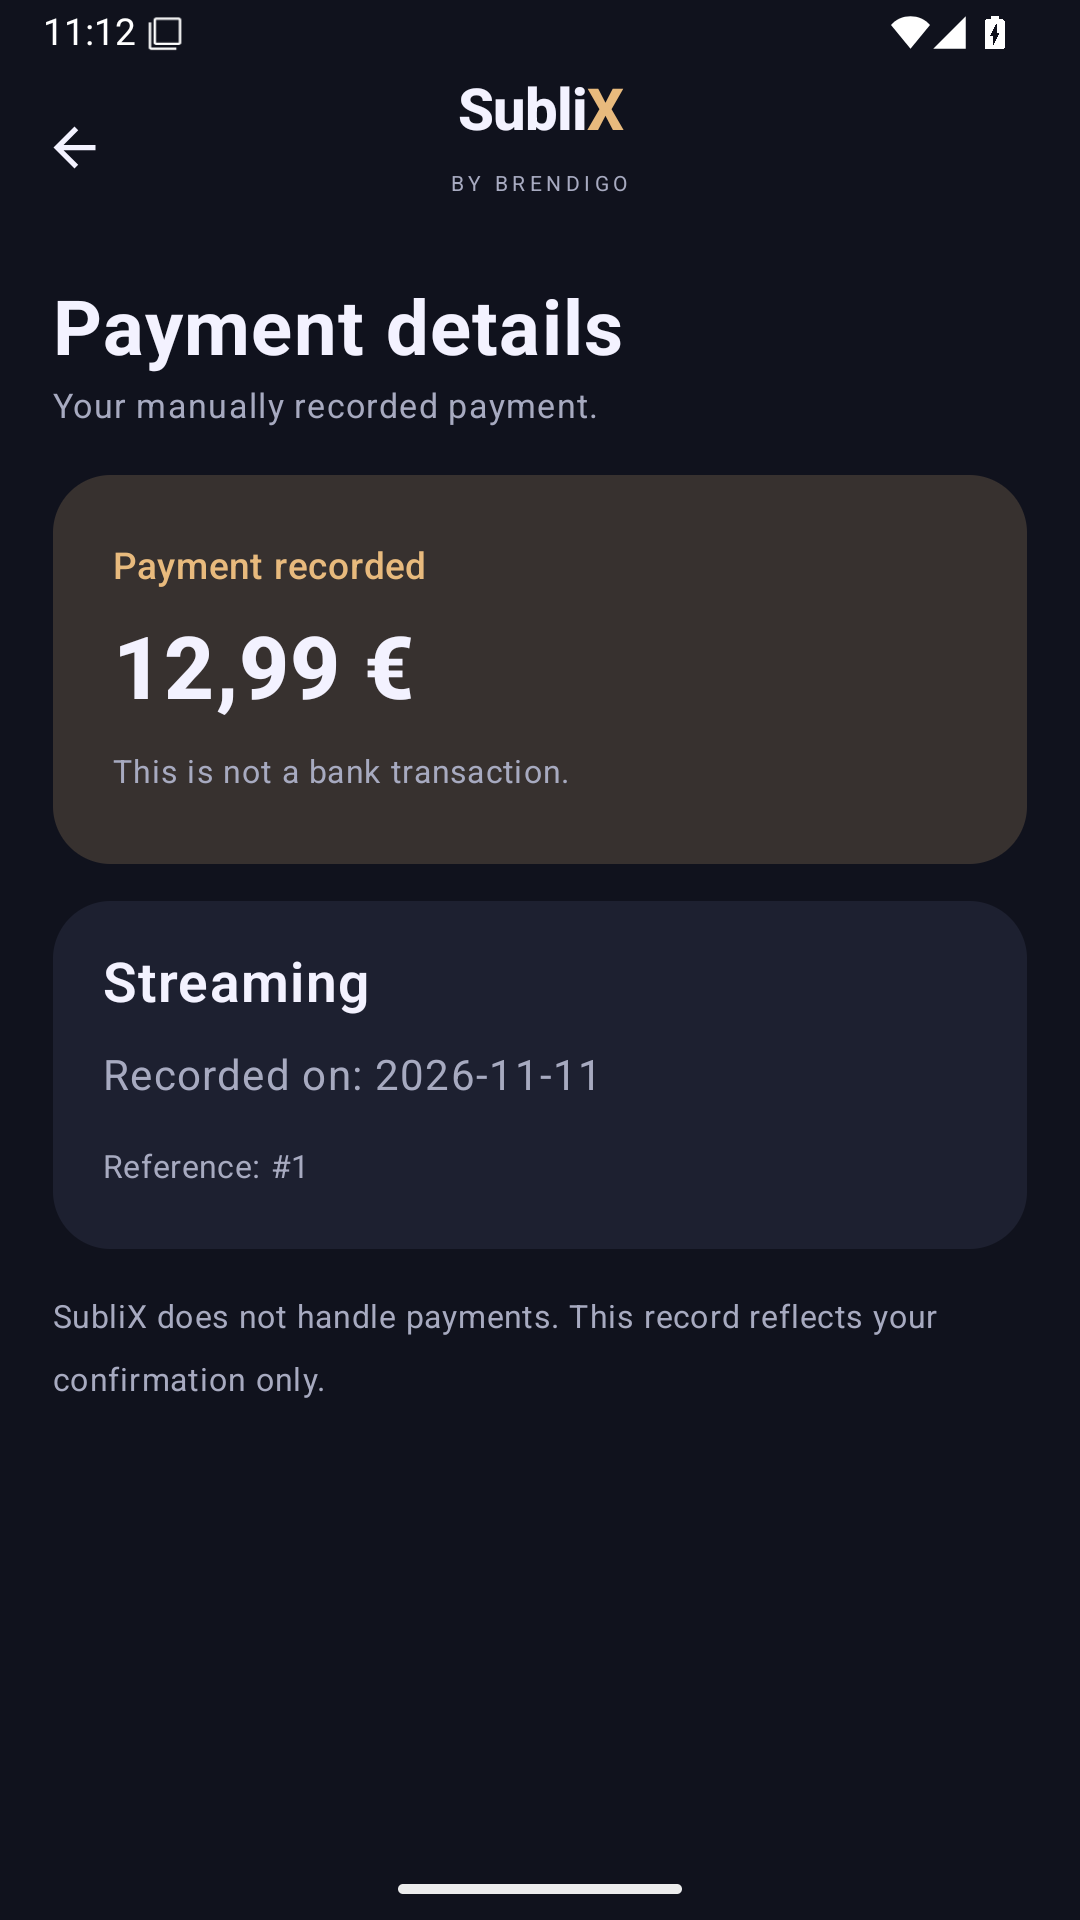 11:12
SubliX
BY BRENDIGO
Payment details
Your manually recorded payment.
Payment recorded
12,99 €
This is not a bank transaction.
Streaming
Recorded on: 2026-11-11
Reference: #1
SubliX does not handle payments. This record reflects your
confirmation only.